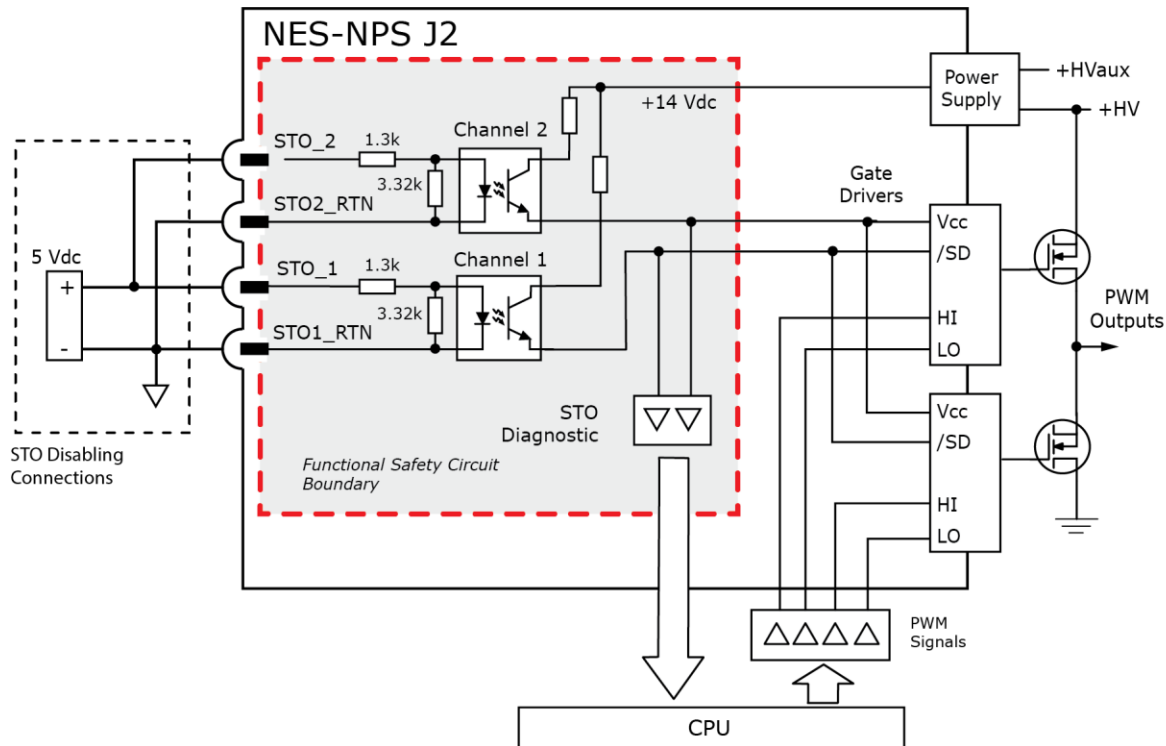 NES-NPS J2
Power
Supply
+HVaux
+HV
+14 Vdc
STO_2
1.3k
Channel 2
3.32k
STO2_RTN
Gate
Drivers
Vcc
/SD
5 Vdc
+
-
STO_1
1.3k
Channel 1
3.32k
STO1_RTN
HI
LO
PWM
Outputs
STO
Diagnostic
Vcc
/SD
STO Disabling
Connections
Functional Safety Circuit
Boundary
HI
LO
PWM
Signals
CPU